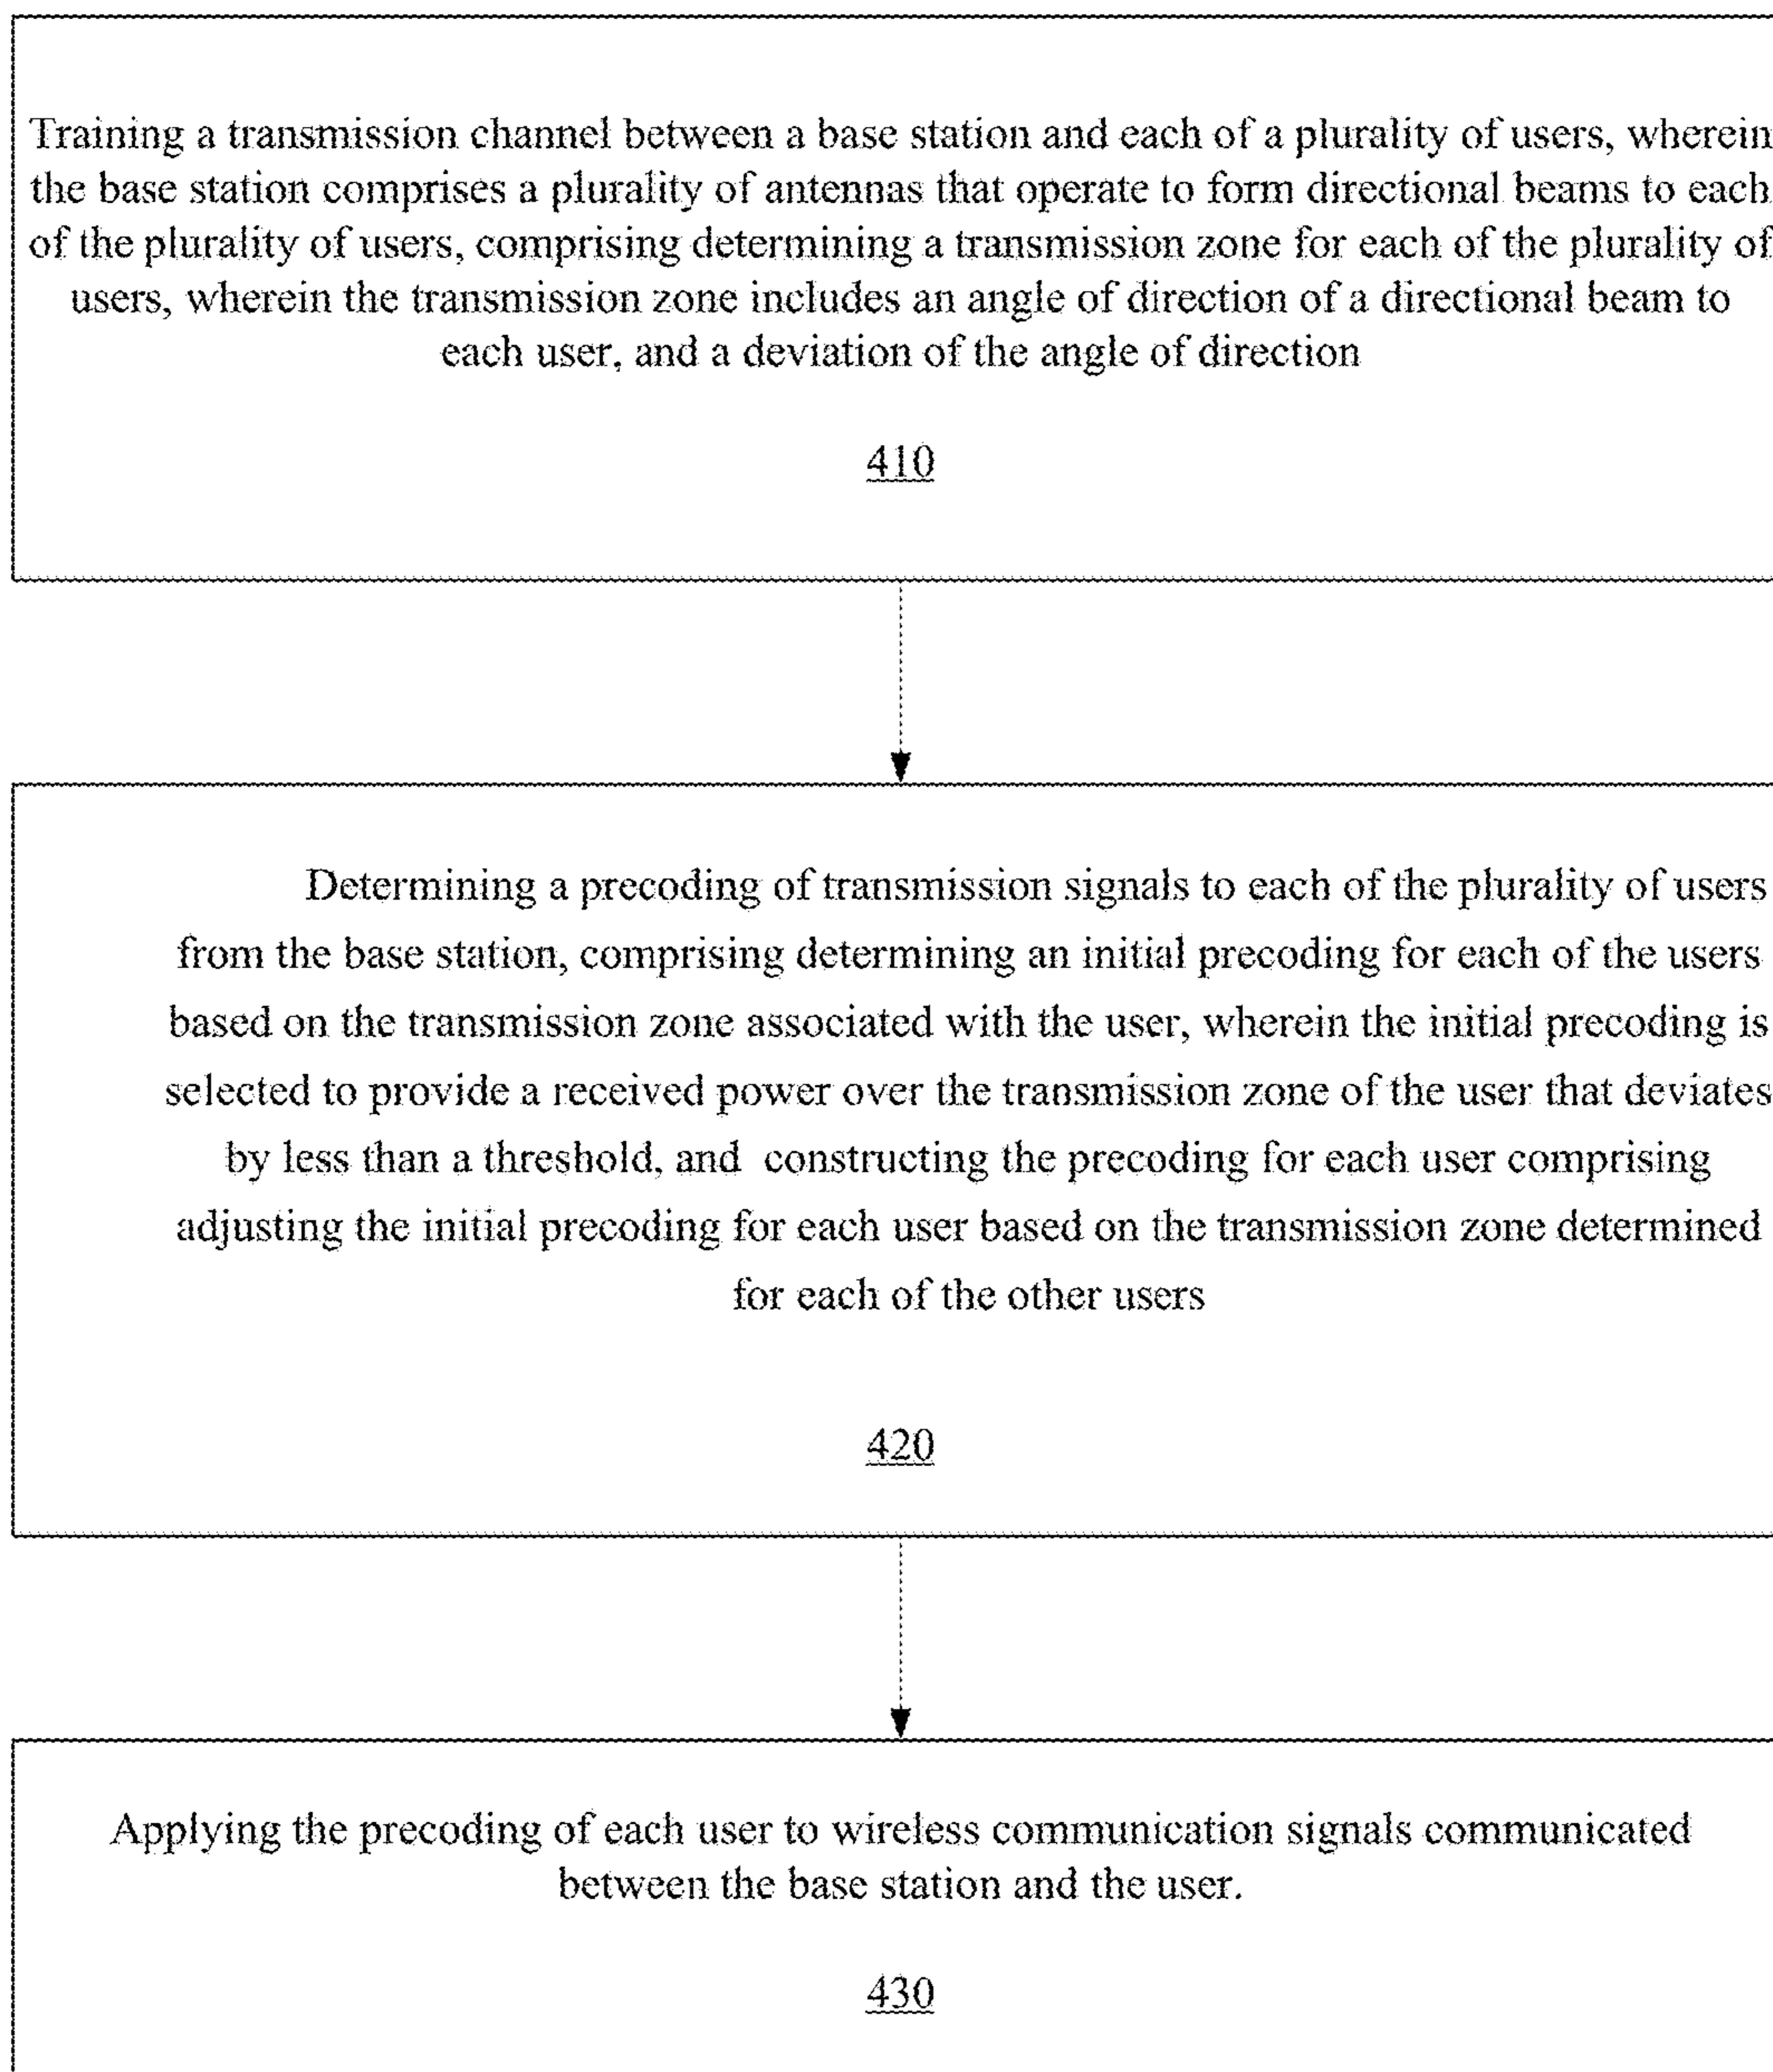 Training a transmission channel between a base station and each of a plurality of users, wherein
the base station comprises a plurality of antennas that operate to form directional beams to each
of the plurality of users, comprising determining a transmission zone for each of the plurality of
users, wherein the transmission zone includes an angle of direction of a directional beam to
each user, and a deviation of the angle of direction
410
Determining a precoding of transmission signals to each of the plurality of users
from the base station, comprising determining an initial precoding for each of the users
based on the transmission zone associated with the user, wherein the initial precoding is
selected to provide a received power over the transmission zone of the user that deviates
by less than a threshold, and constructing the precoding for each user comprising
adjusting the initial precoding for each user based on the transmission zone determined
for each of the other users
420
Applying the precoding of each user to wireless communication signals communicated
between the base station and the user.
430